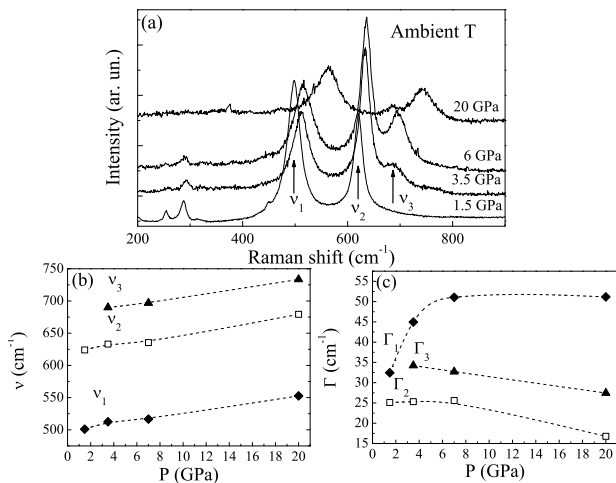 (a)
Ambient T
Intensity (ar. un.)
20 GPa
6 GPa
3.5 GPa
1.5 GPa
ν₁
ν₂
ν₃
200 400 600 800
Raman shift (cm⁻¹)
(b)
750
700
650
600
550
500
ν (cm⁻¹)
ν₃
ν₂
ν₁
0 2 4 6 8 10 12 14 16 18 20
P (GPa)
(c)
55
50
45
40
35
30
25
20
15
Γ (cm⁻¹)
Γ₁
Γ₃
Γ₂
0 2 4 6 8 10 12 14 16 18 20
P (GPa)